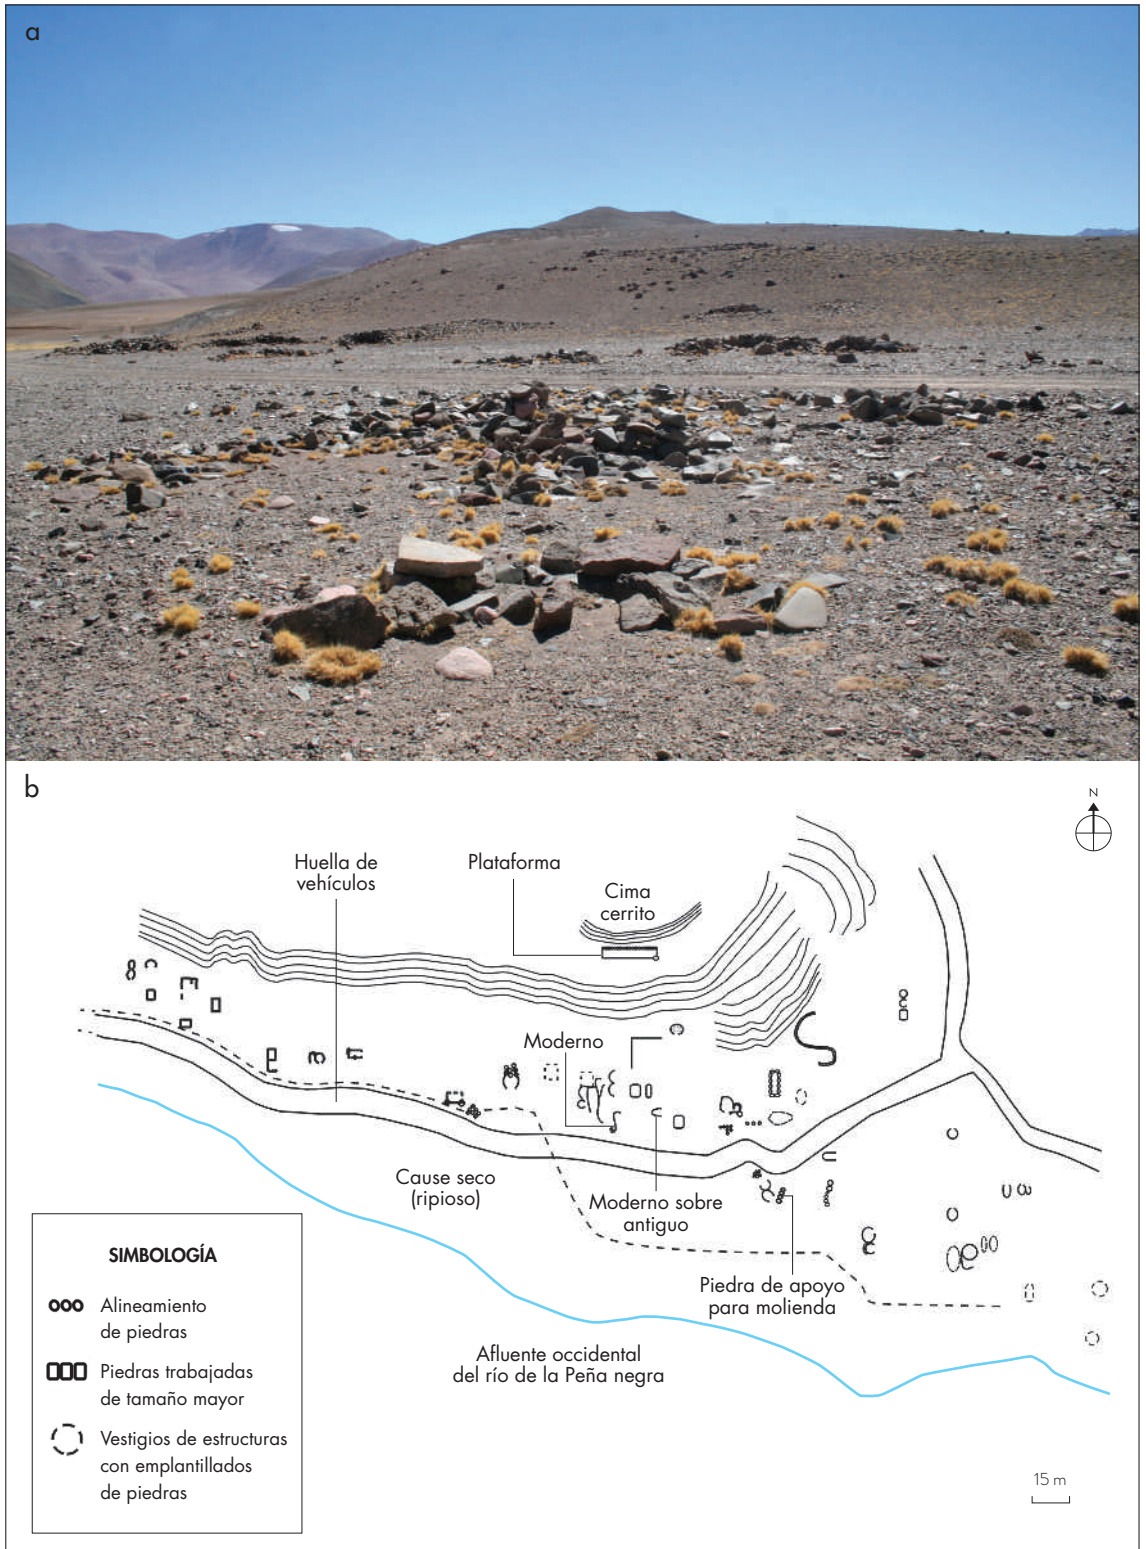 a
b
N
Huella de
vehículos
Plataforma
Cima
cerrito
Moderno
Cause seco
(ripioso)
Moderno sobre
antiguo
Piedra de apoyo
para molienda
Afluente occidental
del río de la Peña negra
SIMBOLOGÍA
Alineamiento
de piedras
Piedras trabajadas
de tamaño mayor
Vestigios de estructuras
con emplantillados
de piedras
15 m